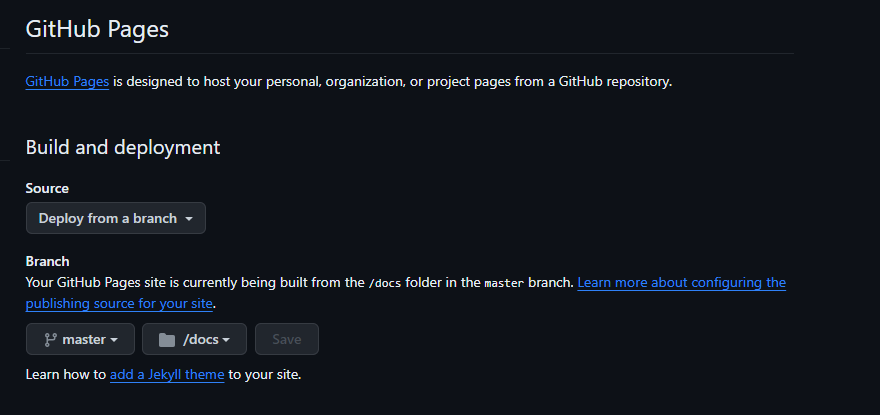 GitHub Pages
GitHub Pages is designed to host your personal, organization, or project pages from a GitHub repository.
Build and deployment
Source
Deploy from a branch
Branch
Your GitHub Pages site is currently being built from the /docs folder in the master branch. Learn more about configuring the
publishing source for your site.
master /docs Save
Learn how to add a Jekyll theme to your site.